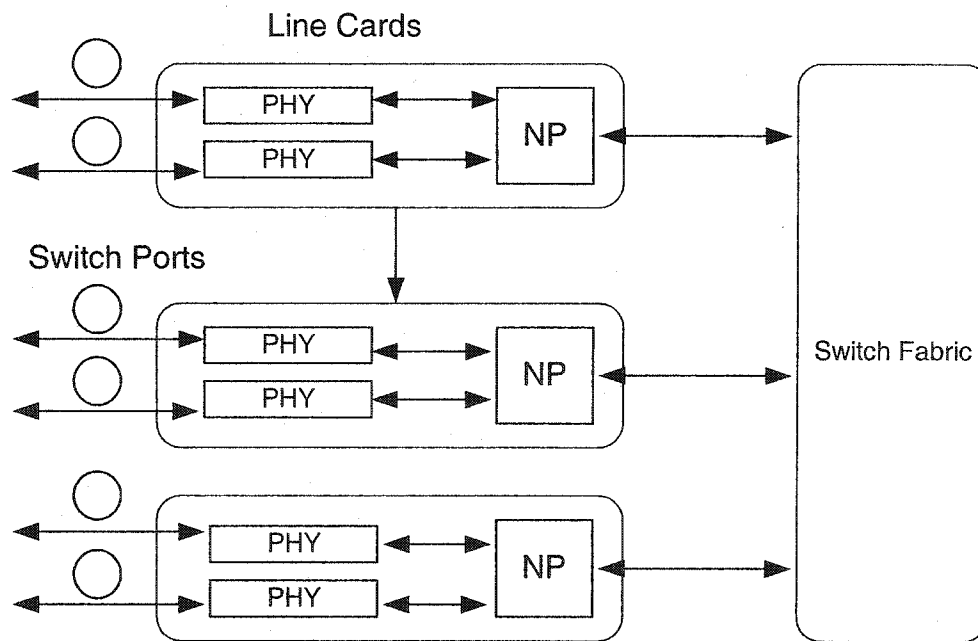 Line Cards
PHY
PHY
NP
Switch Ports
PHY
PHY
NP
Switch Fabric
PHY
PHY
NP